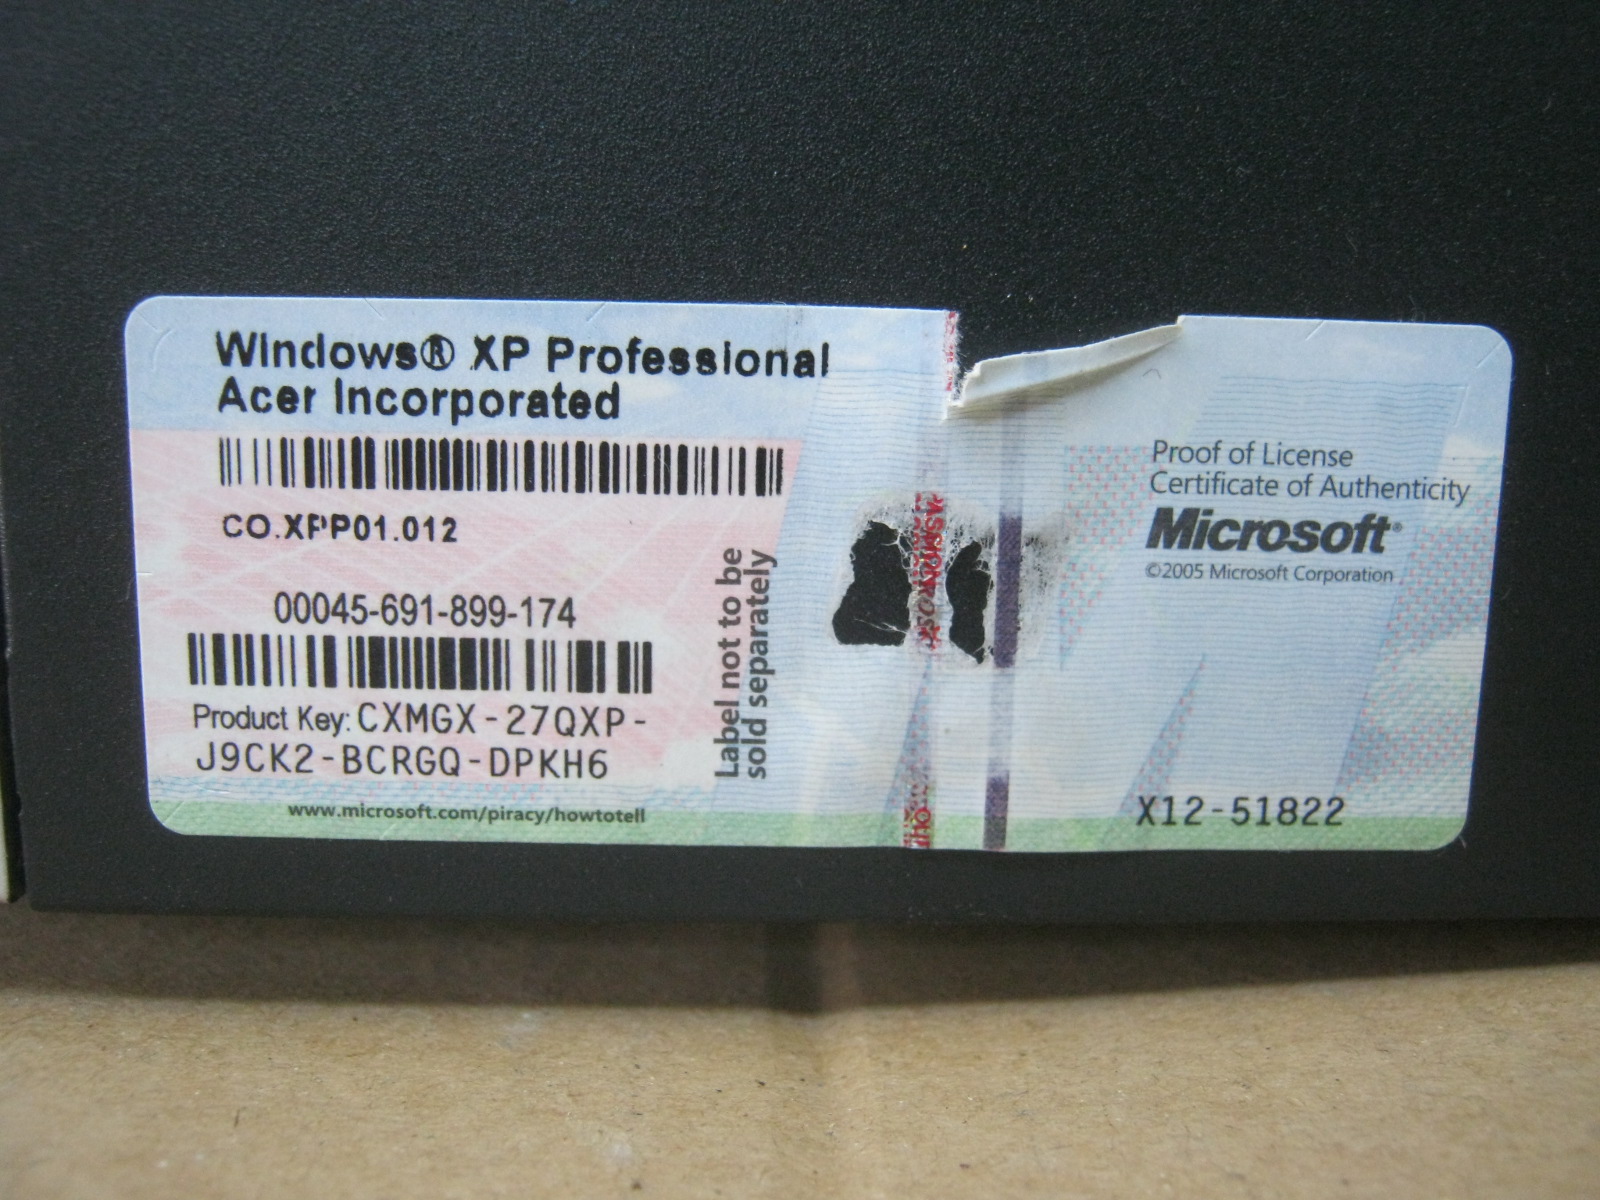 Windows® XP Professional
Acer Incorporated
CO.XPP01.012
00045-691-899-174
Product Key: CXMGX-27QXP-
J9CK2-BCRGQ-DPKH6
www.microsoft.com/piracy/howtotell
Label not to be
sold separately
Proof of License
Certificate of Authenticity
Microsoft®
©2005 Microsoft Corporation
X12-51822